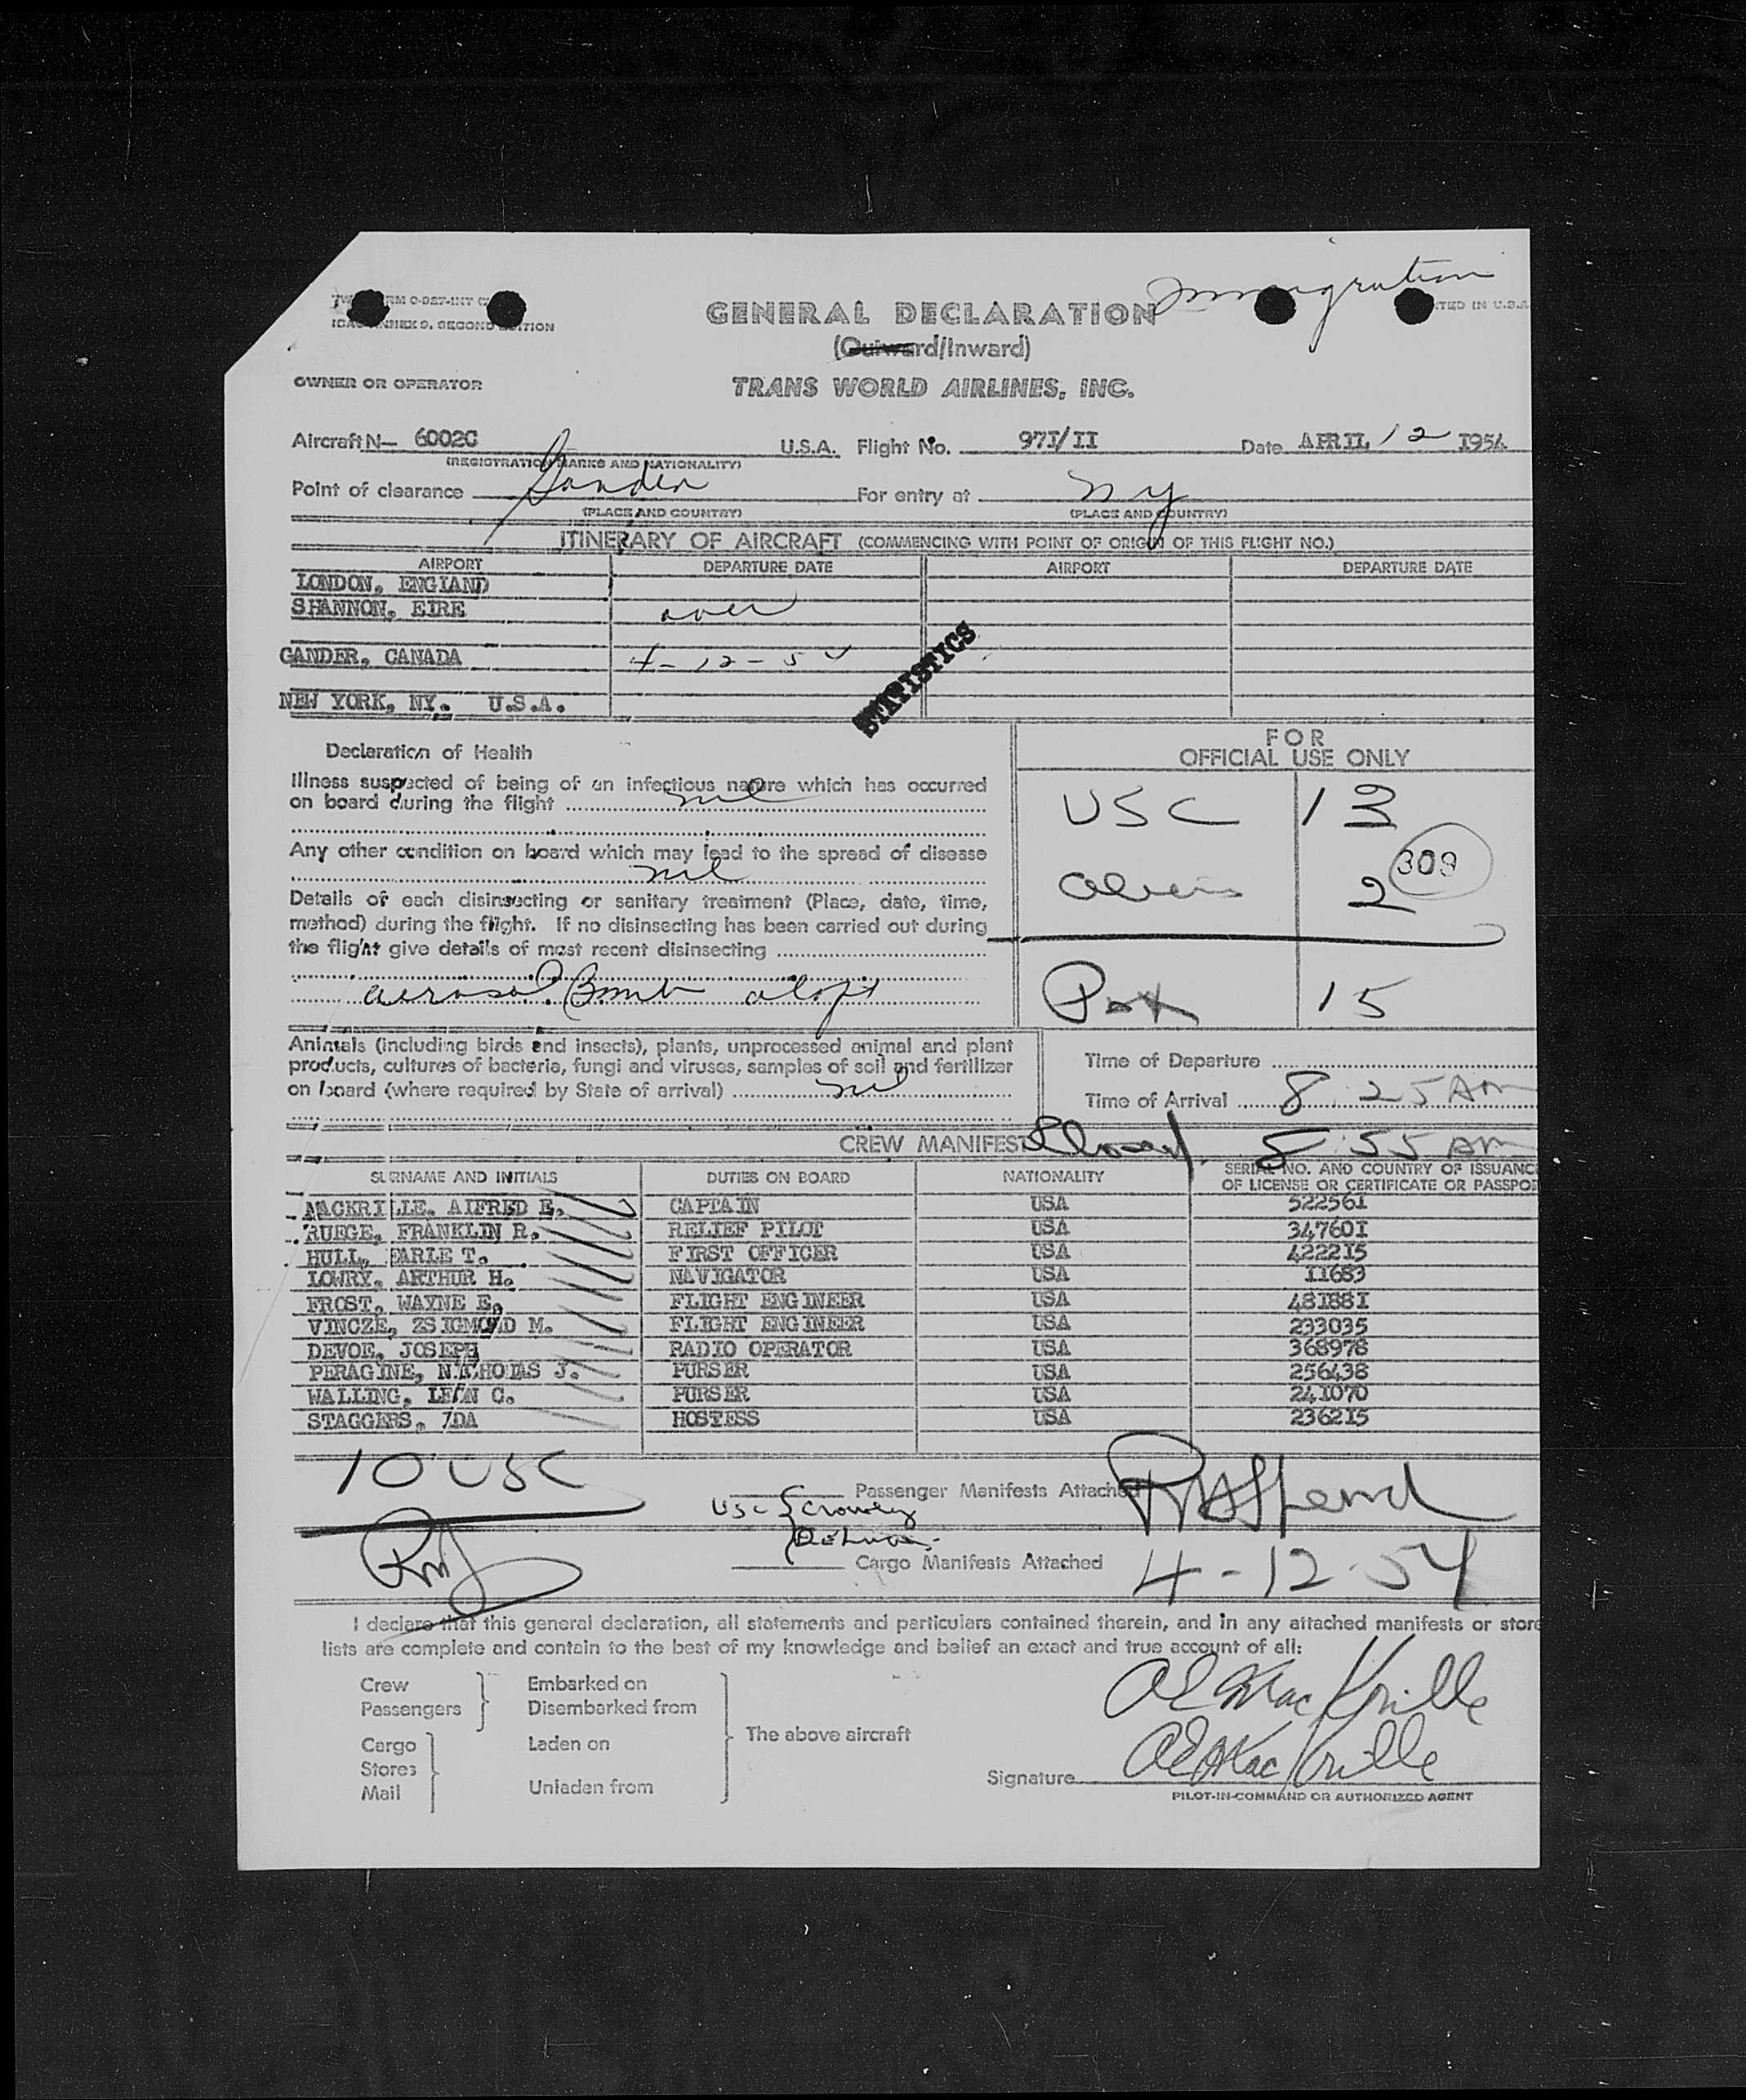 Immigration
ICAO ANNEX 9, SECOND EDITION
GENERAL DECLARATION
(Outward/Inward)
OWNER OR OPERATOR
TRANS WORLD AIRLINES, INC.
Aircraft N— 6002C U.S.A. Flight No. 971/II Date APRIL 12 1954
(REGISTRATION MARKS AND NATIONALITY)
Point of clearance Gander For entry at NY
(PLACE AND COUNTRY) (PLACE AND COUNTRY)
ITINERARY OF AIRCRAFT (COMMENCING WITH POINT OF ORIGIN OF THIS FLIGHT NO.)
AIRPORT DEPARTURE DATE AIRPORT DEPARTURE DATE
LONDON, ENGLAND
SHANNON, EIRE over
GANDER, CANADA 4-12-54
NEW YORK, NY. U.S.A.
STATISTICS
Declaration of Health
Illness suspected of being of an infectious nature which has occurred
on board during the flight nil
Any other condition on board which may lead to the spread of disease
nil
Details of each disinsecting or sanitary treatment (Place, date, time,
method) during the flight. If no disinsecting has been carried out during
the flight give details of most recent disinsecting
aerosol Bomb aloft
FOR
OFFICIAL USE ONLY
USC 13
309
Aliens 2
15
Animals (including birds and insects), plants, unprocessed animal and plant
products, cultures of bacteria, fungi and viruses, samples of soil and fertilizer
on board (where required by State of arrival) nil
Time of Departure
Time of Arrival 8:25 AM
CREW MANIFEST Closed 8:55 AM
SURNAME AND INITIALS DUTIES ON BOARD NATIONALITY SERIAL NO. AND COUNTRY OF ISSUANC
OF LICENSE OR CERTIFICATE OR PASSPO
MACKRILLE, ALFRED E. CAPTAIN USA 522561
RUEGE, FRANKLIN R. RELIEF PILOT USA 347601
HULL, EARLE T. FIRST OFFICER USA 422215
LOWRY, ARTHUR H. NAVIGATOR USA 11683
FROST, WAYNE E. FLIGHT ENGINEER USA 481881
VINCZE, ZSIGMOND M. FLIGHT ENGINEER USA 233035
DEVOE, JOSEPH RADIO OPERATOR USA 368978
PERAGINE, NICHOLAS J. PURSER USA 256438
WALLING, LEON C. PURSER USA 241070
STAGGERS, IDA HOSTESS USA 236215
10 USC
Passenger Manifests Attached
USC { Crowley
Cargo Manifests Attached
4-12-54
I declare that this general declaration, all statements and particulars contained therein, and in any attached manifests or store
lists are complete and contain to the best of my knowledge and belief an exact and true account of all:
Crew Embarked on
Passengers Disembarked from
The above aircraft
Cargo Laden on
Stores
Mail Unladen from
AE MacKrille
Signature AE MacKrille
PILOT-IN-COMMAND OR AUTHORIZED AGENT